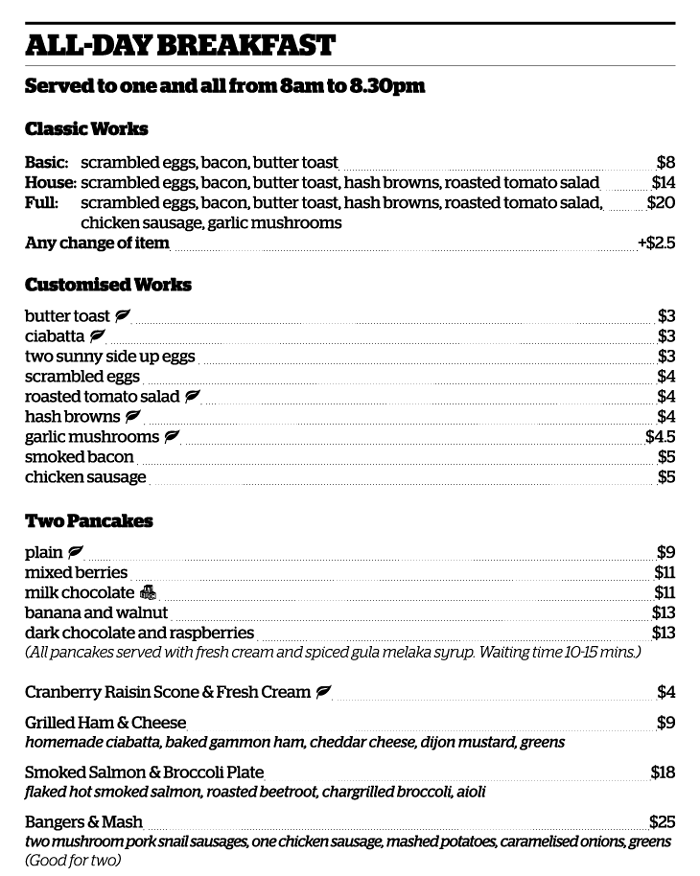 ALL-DAY BREAKFAST
Served to one and all from 8am to 8.30pm
Classic Works
Basic: scrambled eggs, bacon, butter toast $8
House: scrambled eggs, bacon, butter toast, hash browns, roasted tomato salad $14
Full: scrambled eggs, bacon, butter toast, hash browns, roasted tomato salad, $20
chicken sausage, garlic mushrooms
Any change of item +$2.5
Customised Works
butter toast $3
ciabatta $3
two sunny side up eggs $3
scrambled eggs $4
roasted tomato salad $4
hash browns $4
garlic mushrooms $4.5
smoked bacon $5
chicken sausage $5
Two Pancakes
plain $9
mixed berries $11
milk chocolate $11
banana and walnut $13
dark chocolate and raspberries $13
(All pancakes served with fresh cream and spiced gula melaka syrup. Waiting time 10-15 mins.)
Cranberry Raisin Scone & Fresh Cream $4
Grilled Ham & Cheese $9
homemade ciabatta, baked gammon ham, cheddar cheese, dijon mustard, greens
Smoked Salmon & Broccoli Plate $18
flaked hot smoked salmon, roasted beetroot, chargrilled broccoli, aioli
Bangers & Mash $25
two mushroom pork snail sausages, one chicken sausage, mashed potatoes, caramelised onions, greens
(Good for two)